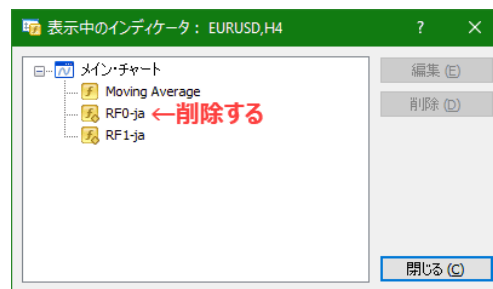 表示中のインディケータ： EURUSD,H4
? ×
メイン・チャート
編集 (E)
Moving Average
削除 (D)
RF0-ja ←削除する
RF1-ja
閉じる (C)